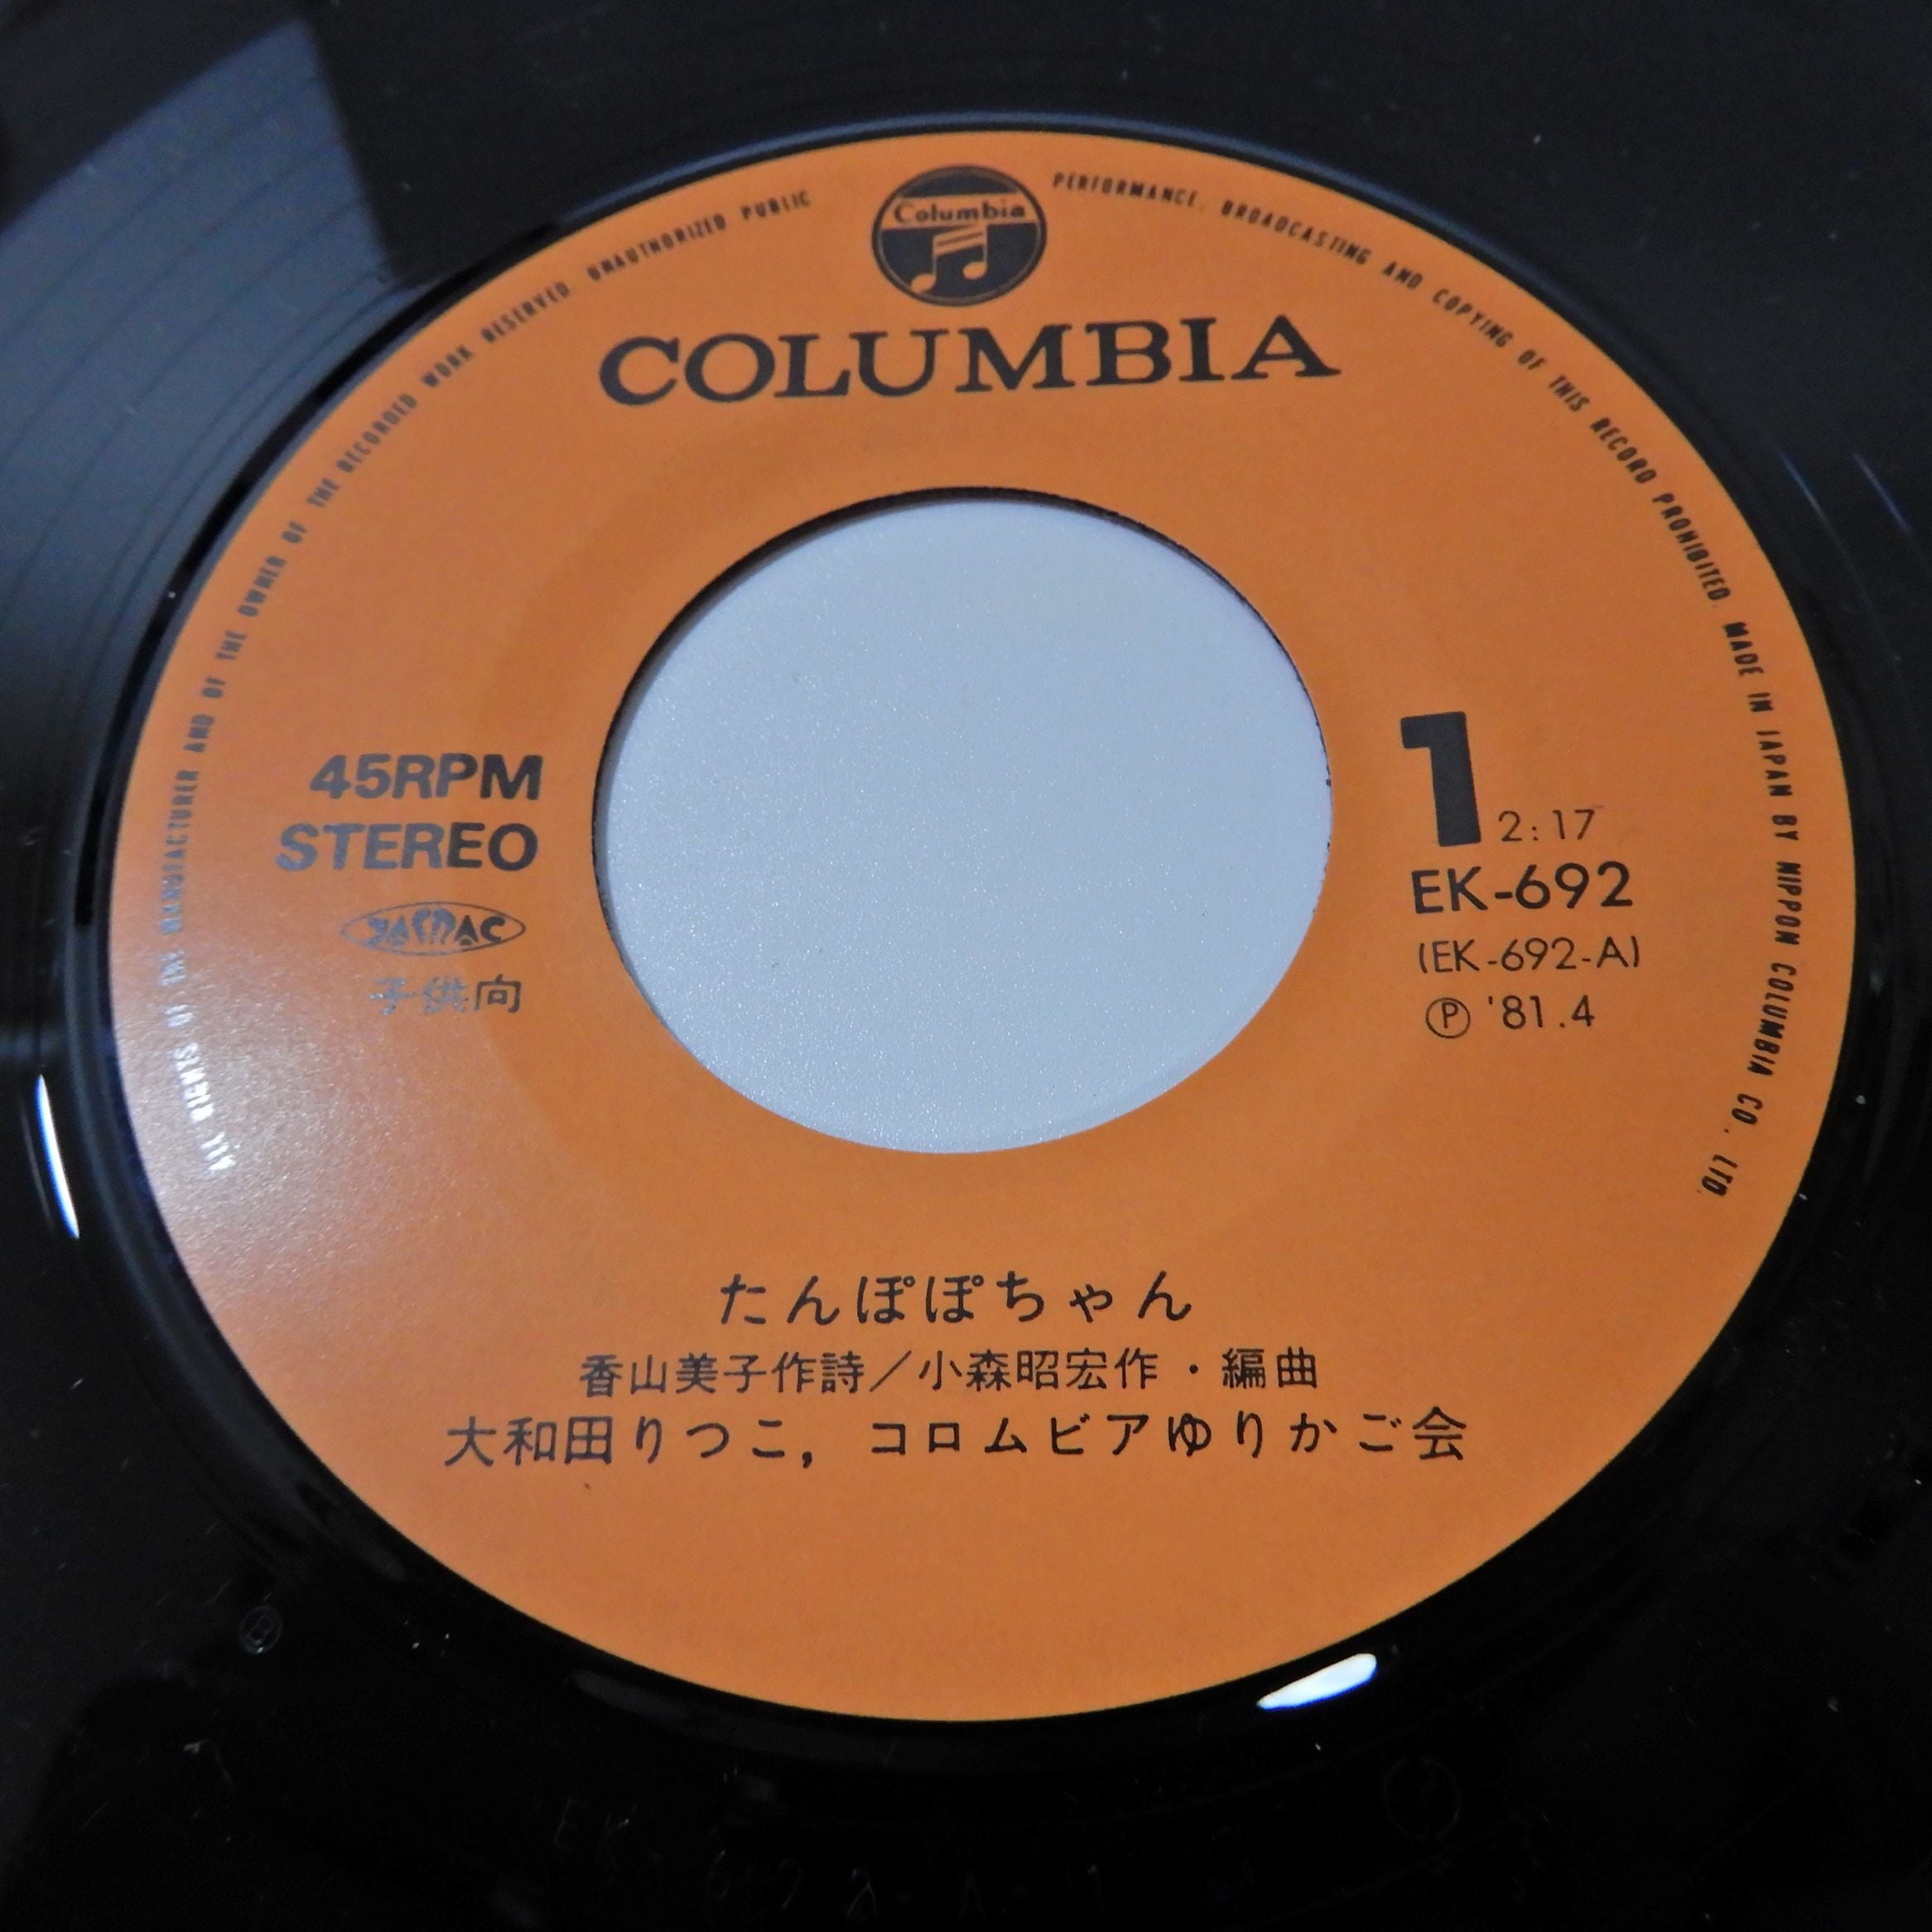 Columbia
COLUMBIA
ALL RIGHTS OF THE MANUFACTURER AND OF THE OWNER OF THE RECORDED WORK RESERVED. UNAUTHORIZED PUBLIC PERFORMANCE, BROADCASTING AND COPYING OF THIS RECORD PROHIBITED. MADE IN JAPAN BY NIPPON COLUMBIA CO., LTD.
45RPM
STEREO
JASRAC
子供向
1 2:17
EK-692
(EK-692-A)
Ⓟ '81.4
たんぽぽちゃん
香山美子作詩/小森昭宏作・編曲
大和田りつこ, コロムビアゆりかご会
Ⓑ